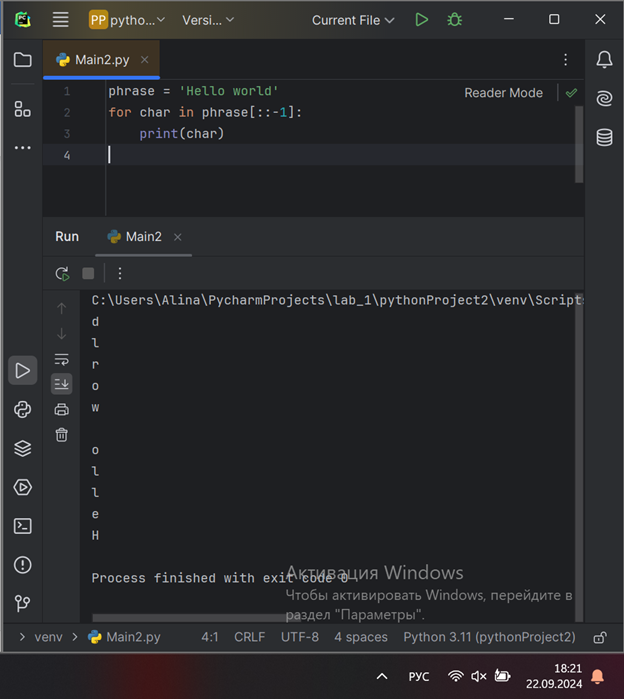 PP pytho... Versi... Current File
Main2.py
Reader Mode
1 phrase = 'Hello world'
2 for char in phrase[::-1]:
3     print(char)
4
Run Main2
C:\Users\Alina\PycharmProjects\lab_1\pythonProject2\venv\Scripts
d
l
r
o
w
o
l
l
e
H
Process finished with exit code 0
Активация Windows
Чтобы активировать Windows, перейдите в
раздел "Параметры".
venv Main2.py 4:1 CRLF UTF-8 4 spaces Python 3.11 (pythonProject2)
РУС 18:21
22.09.2024